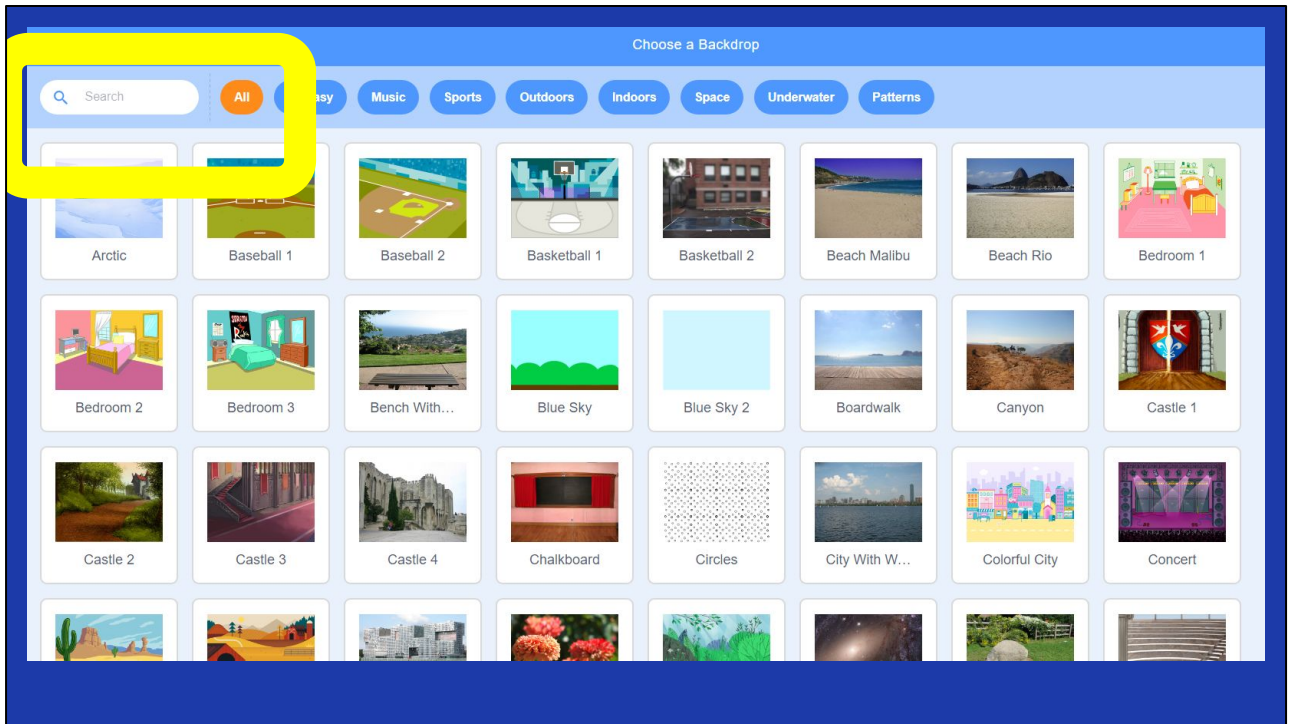 Choose a Backdrop
Search
All
asy
Music
Sports
Outdoors
Indoors
Space
Underwater
Patterns
Arctic
Baseball 1
Baseball 2
Basketball 1
Basketball 2
Beach Malibu
Beach Rio
Bedroom 1
Bedroom 2
Bedroom 3
Bench With...
Blue Sky
Blue Sky 2
Boardwalk
Canyon
Castle 1
Castle 2
Castle 3
Castle 4
Chalkboard
Circles
City With W...
Colorful City
Concert